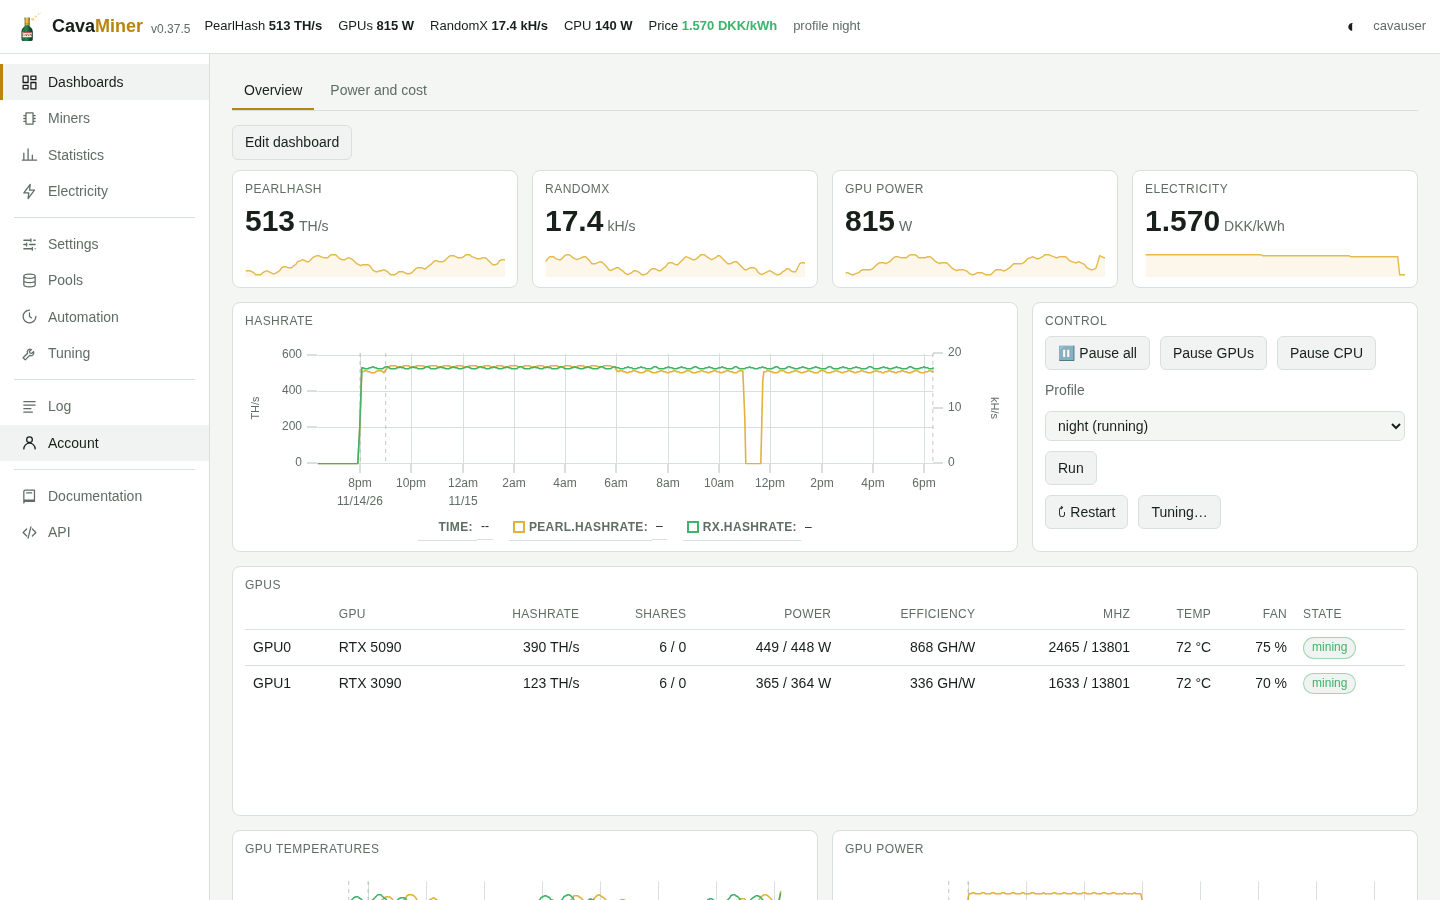 CavaMiner v0.37.5 PearlHash 513 TH/s GPUs 815 W RandomX 17.4 kH/s CPU 140 W Price 1.570 DKK/kWh profile night cavauser
Dashboards
Miners
Statistics
Electricity
Settings
Pools
Automation
Tuning
Log
Account
Documentation
API
Overview Power and cost
Edit dashboard
PEARLHASH
513 TH/s
RANDOMX
17.4 kH/s
GPU POWER
815 W
ELECTRICITY
1.570 DKK/kWh
HASHRATE
600
400
200
0
TH/s
20
10
0
kH/s
8pm 10pm 12am 2am 4am 6am 8am 10am 12pm 2pm 4pm 6pm
11/14/26 11/15
TIME: -- PEARL.HASHRATE: – RX.HASHRATE: –
CONTROL
Pause all Pause GPUs Pause CPU
Profile
night (running)
Run
↻ Restart Tuning…
GPUS
GPU HASHRATE SHARES POWER EFFICIENCY MHZ TEMP FAN STATE
GPU0 RTX 5090 390 TH/s 6 / 0 449 / 448 W 868 GH/W 2465 / 13801 72 °C 75 % mining
GPU1 RTX 3090 123 TH/s 6 / 0 365 / 364 W 336 GH/W 1633 / 13801 72 °C 70 % mining
GPU TEMPERATURES
GPU POWER